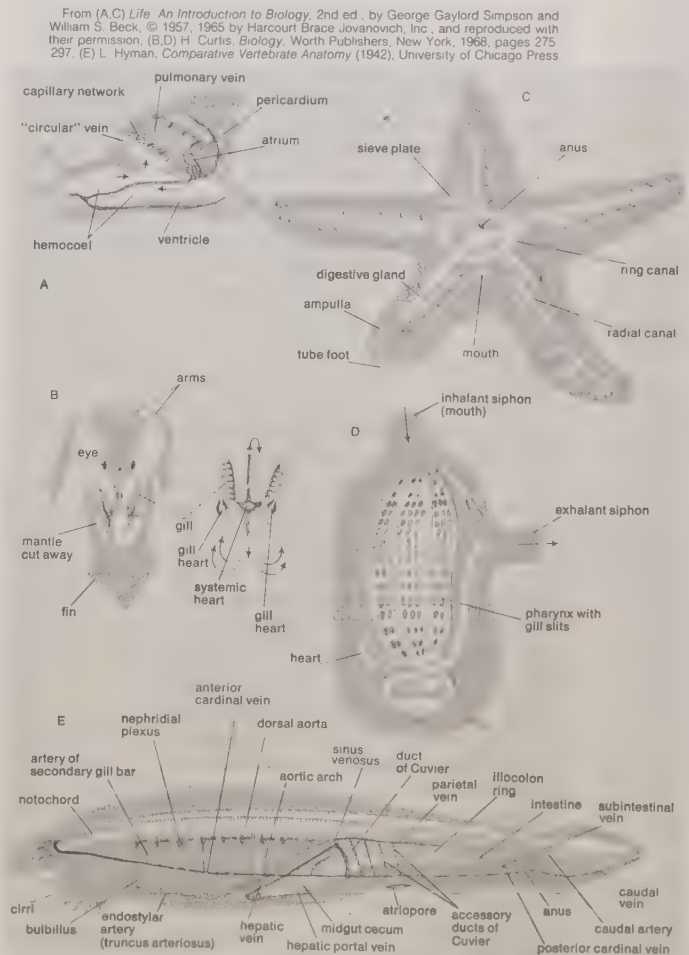 From (A,C) Life An Introduction to Biology, 2nd ed , by George Gaylord Simpson and
William S. Beck, © 1957, 1965 by Harcourt Brace Jovanovich, Inc , and reproduced with
their permission, (B,D) H Curtis, Biology, Worth Publishers, New York, 1968, pages 275
297, (E) L Hyman, Comparative Vertebrate Anatomy (1942), University of Chicago Press
pulmonary vein
capillary network
pericardium
"circular" vein
atrium
hemocoel
ventricle
A
C
sieve plate
anus
digestive gland
ring canal
ampulla
radial canal
tube foot
mouth
B
arms
eye
mantle
cut away
fin
gill
gill
heart
systemic
heart
gill
heart
D
inhalant siphon
(mouth)
exhalant siphon
pharynx with
gill slits
heart
E
anterior
cardinal vein
nephridial
plexus
dorsal aorta
sinus
venosus
duct
of Cuvier
artery of
secondary gill bar
aortic arch
parietal
vein
illocolon
ring
notochord
intestine
subintestinal
vein
cirri
bulbillus
endostylar
artery
(truncus arteriosus)
hepatic
vein
midgut cecum
hepatic portal vein
atriopore
accessory
ducts of
Cuvier
anus
caudal
vein
caudal artery
posterior cardinal vein